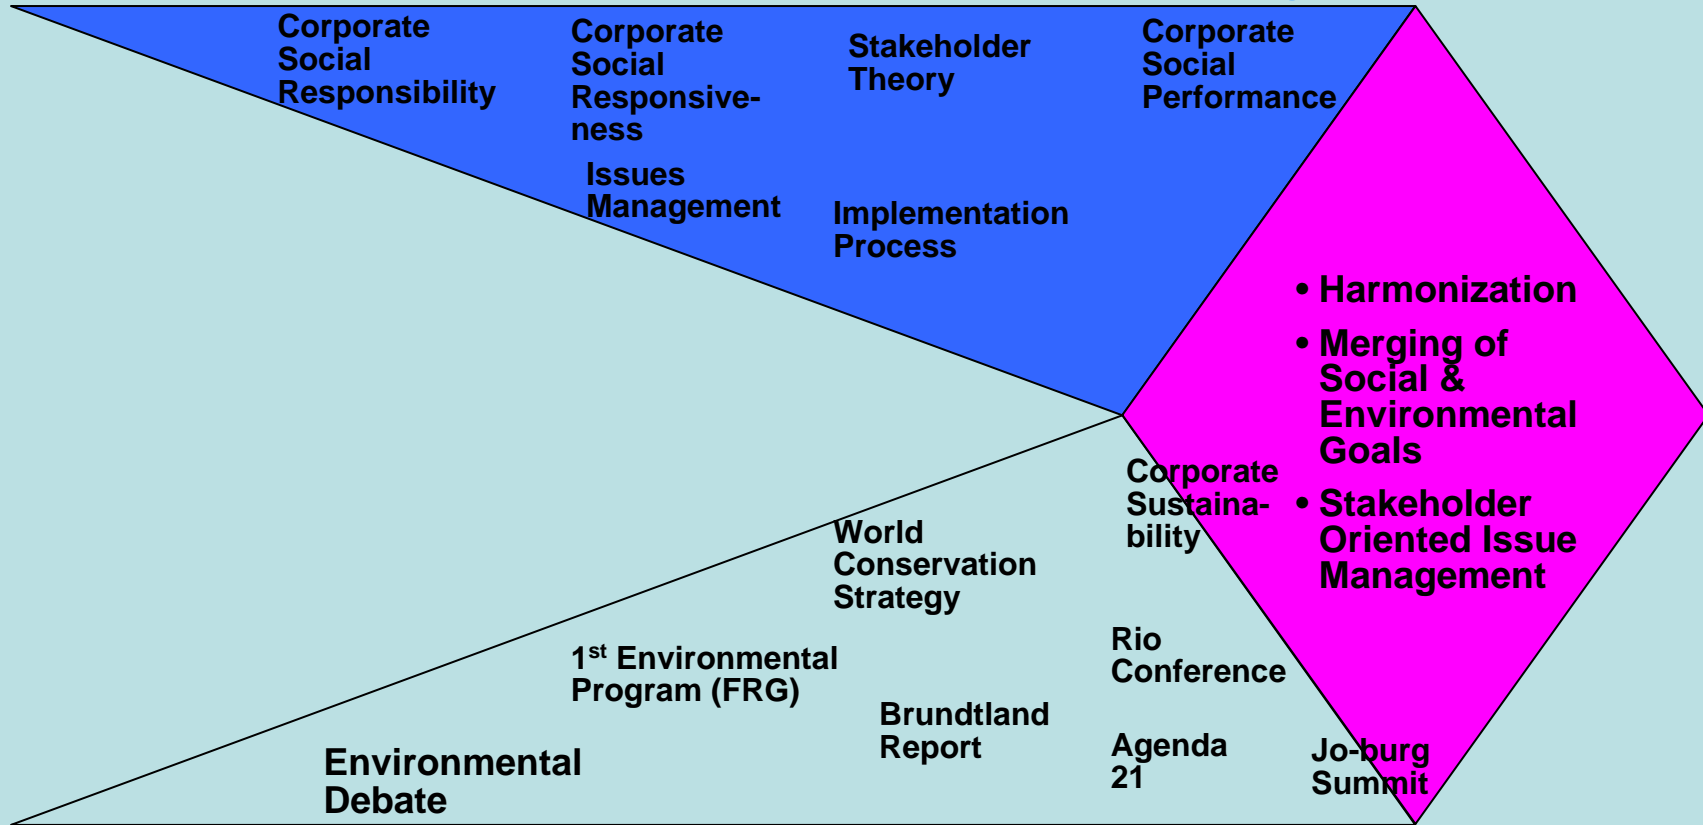 Corporate
Social
Responsibility
Corporate
Social
Responsive-
ness
Issues
Management
Stakeholder
Theory
Implementation
Process
Corporate
Social
Performance
• Harmonization
• Merging of
Social &
Environmental
Goals
• Stakeholder
Oriented Issue
Management
Corporate
Sustaina-
bility
World
Conservation
Strategy
1st Environmental
Program (FRG)
Rio
Conference
Brundtland
Report
Agenda
21
Jo-burg
Summit
Environmental
Debate